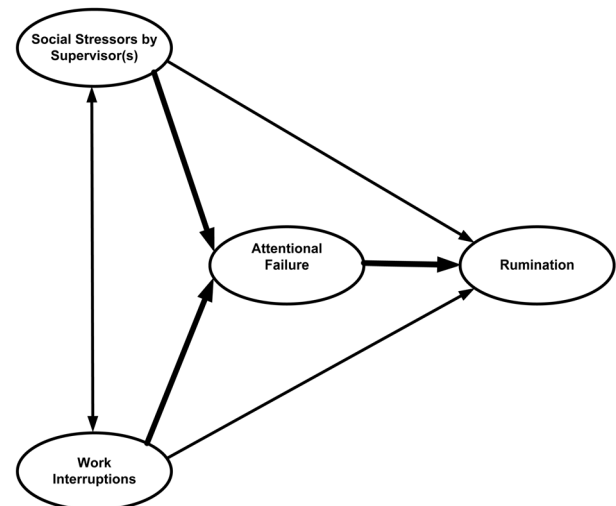 Social Stressors by
Supervisor(s)
Attentional
Failure
Rumination
Work
Interruptions